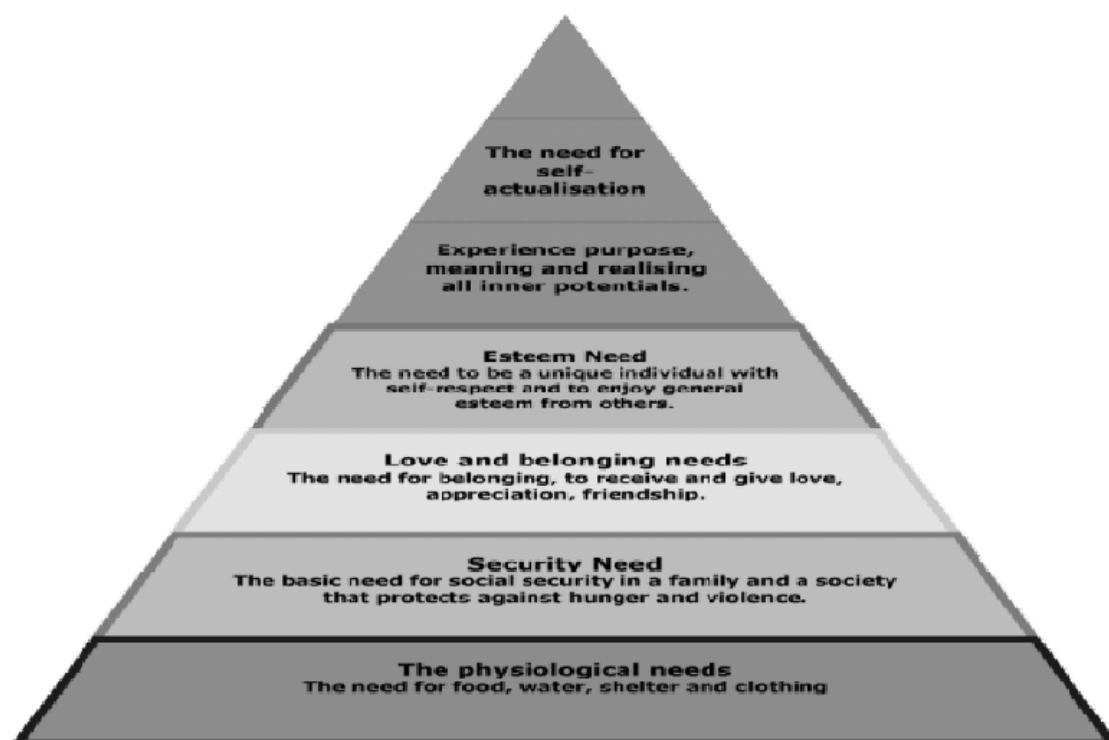 The need for
self-
actualisation
Experience purpose,
meaning and realising
all inner potentials.
Esteem Need
The need to be a unique individual with
self-respect and to enjoy general
esteem from others.
Love and belonging needs
The need for belonging, to receive and give love,
appreciation, friendship.
Security Need
The basic need for social security in a family and a society
that protects against hunger and violence.
The physiological needs
The need for food, water, shelter and clothing